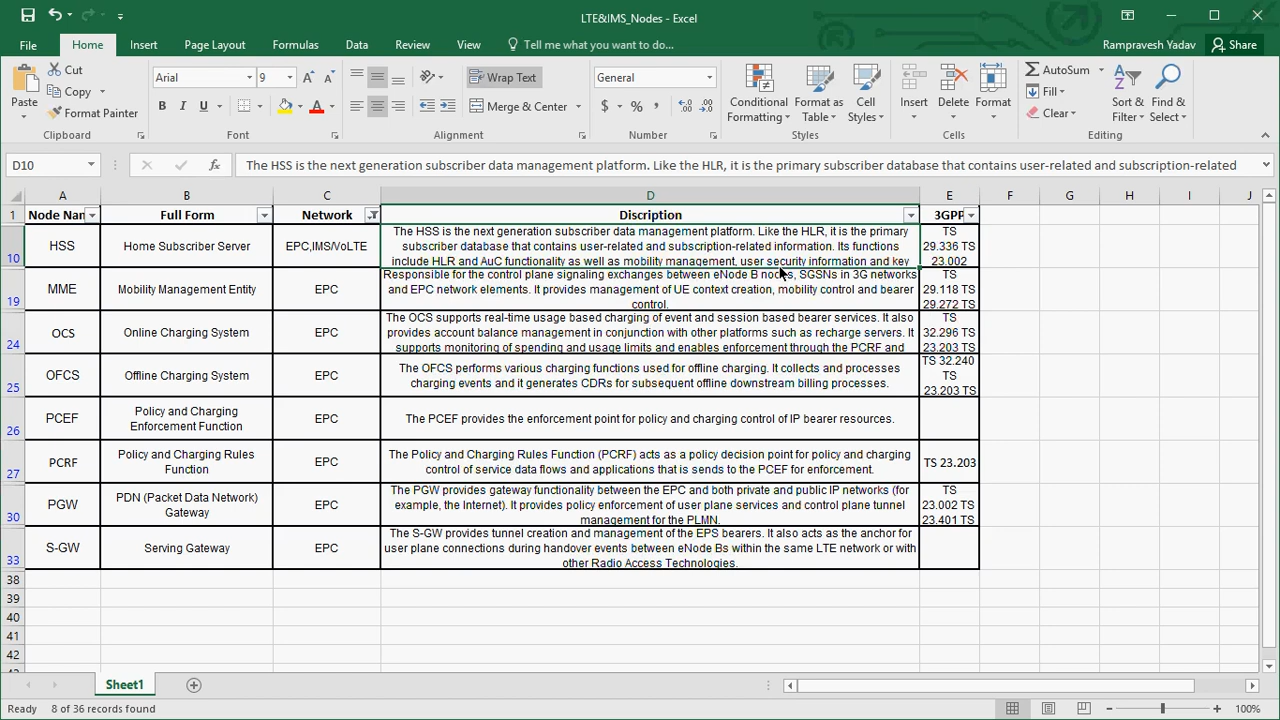 LTE&IMS_Nodes - Excel
File Home Insert Page Layout Formulas Data Review View Tell me what you want to do... Rampravesh Yadav Share
Paste Cut Copy Format Painter Clipboard
Arial 9 A A B I U A Font
Wrap Text Merge & Center Alignment
General $ % , Number
Conditional Formatting Format as Table Cell Styles Styles
Insert Delete Format Cells
AutoSum Fill Clear Sort & Filter Find & Select Editing
D10 fx The HSS is the next generation subscriber data management platform. Like the HLR, it is the primary subscriber database that contains user-related and subscription-related
A B C D E F G H I J
1 Node Nan Full Form Network Discription 3GPP
10 HSS Home Subscriber Server EPC,IMS/VoLTE
The HSS is the next generation subscriber data management platform. Like the HLR, it is the primary
subscriber database that contains user-related and subscription-related information. Its functions
include HLR and AuC functionality as well as mobility management, user security information and key
TS
29.336 TS
23.002
19 MME Mobility Management Entity EPC
Responsible for the control plane signaling exchanges between eNode B nodes, SGSNs in 3G networks
and EPC network elements. It provides management of UE context creation, mobility control and bearer
control.
TS
29.118 TS
29.272 TS
24 OCS Online Charging System EPC
The OCS supports real-time usage based charging of event and session based bearer services. It also
provides account balance management in conjunction with other platforms such as recharge servers. It
supports monitoring of spending and usage limits and enables enforcement through the PCRF and
TS
32.296 TS
23.203 TS
25 OFCS Offline Charging System EPC
The OFCS performs various charging functions used for offline charging. It collects and processes
charging events and it generates CDRs for subsequent offline downstream billing processes.
TS 32.240
TS
23.203 TS
26 PCEF Policy and Charging
Enforcement Function EPC
The PCEF provides the enforcement point for policy and charging control of IP bearer resources.
27 PCRF Policy and Charging Rules
Function EPC
The Policy and Charging Rules Function (PCRF) acts as a policy decision point for policy and charging
control of service data flows and applications that is sends to the PCEF for enforcement.
TS 23.203
30 PGW PDN (Packet Data Network)
Gateway EPC
The PGW provides gateway functionality between the EPC and both private and public IP networks (for
example, the Internet). It provides policy enforcement of user plane services and control plane tunnel
management for the PLMN.
TS
23.002 TS
23.401 TS
33 S-GW Serving Gateway EPC
The S-GW provides tunnel creation and management of the EPS bearers. It also acts as the anchor for
user plane connections during handover events between eNode Bs within the same LTE network or with
other Radio Access Technologies.
38
39
40
41
42
Sheet1
Ready 8 of 36 records found 100%